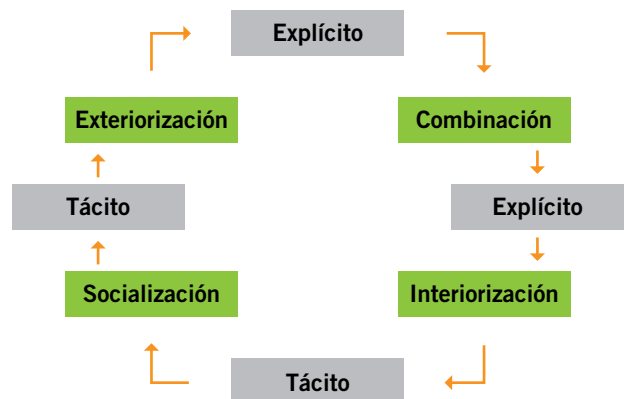 Explícito
Exteriorización
Combinación
Tácito
Explícito
Socialización
Interiorización
Tácito